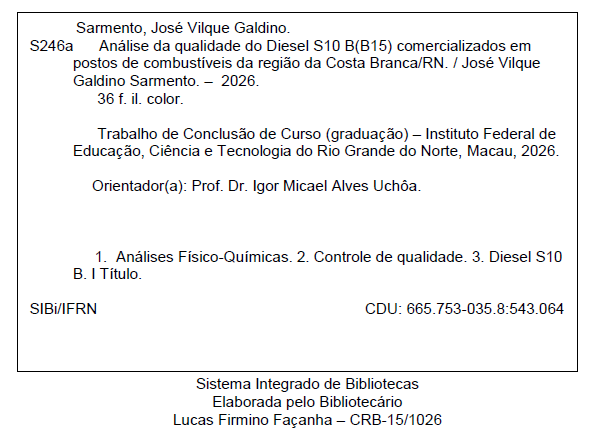 Sarmento, José Vilque Galdino.
S246a Análise da qualidade do Diesel S10 B(B15) comercializados em
postos de combustíveis da região da Costa Branca/RN. / José Vilque
Galdino Sarmento. – 2026.
36 f. il. color.
Trabalho de Conclusão de Curso (graduação) – Instituto Federal de
Educação, Ciência e Tecnologia do Rio Grande do Norte, Macau, 2026.
Orientador(a): Prof. Dr. Igor Micael Alves Uchôa.
1. Análises Físico-Químicas. 2. Controle de qualidade. 3. Diesel S10
B. I Título.
SIBi/IFRN CDU: 665.753-035.8:543.064
Sistema Integrado de Bibliotecas
Elaborada pelo Bibliotecário
Lucas Firmino Façanha – CRB-15/1026